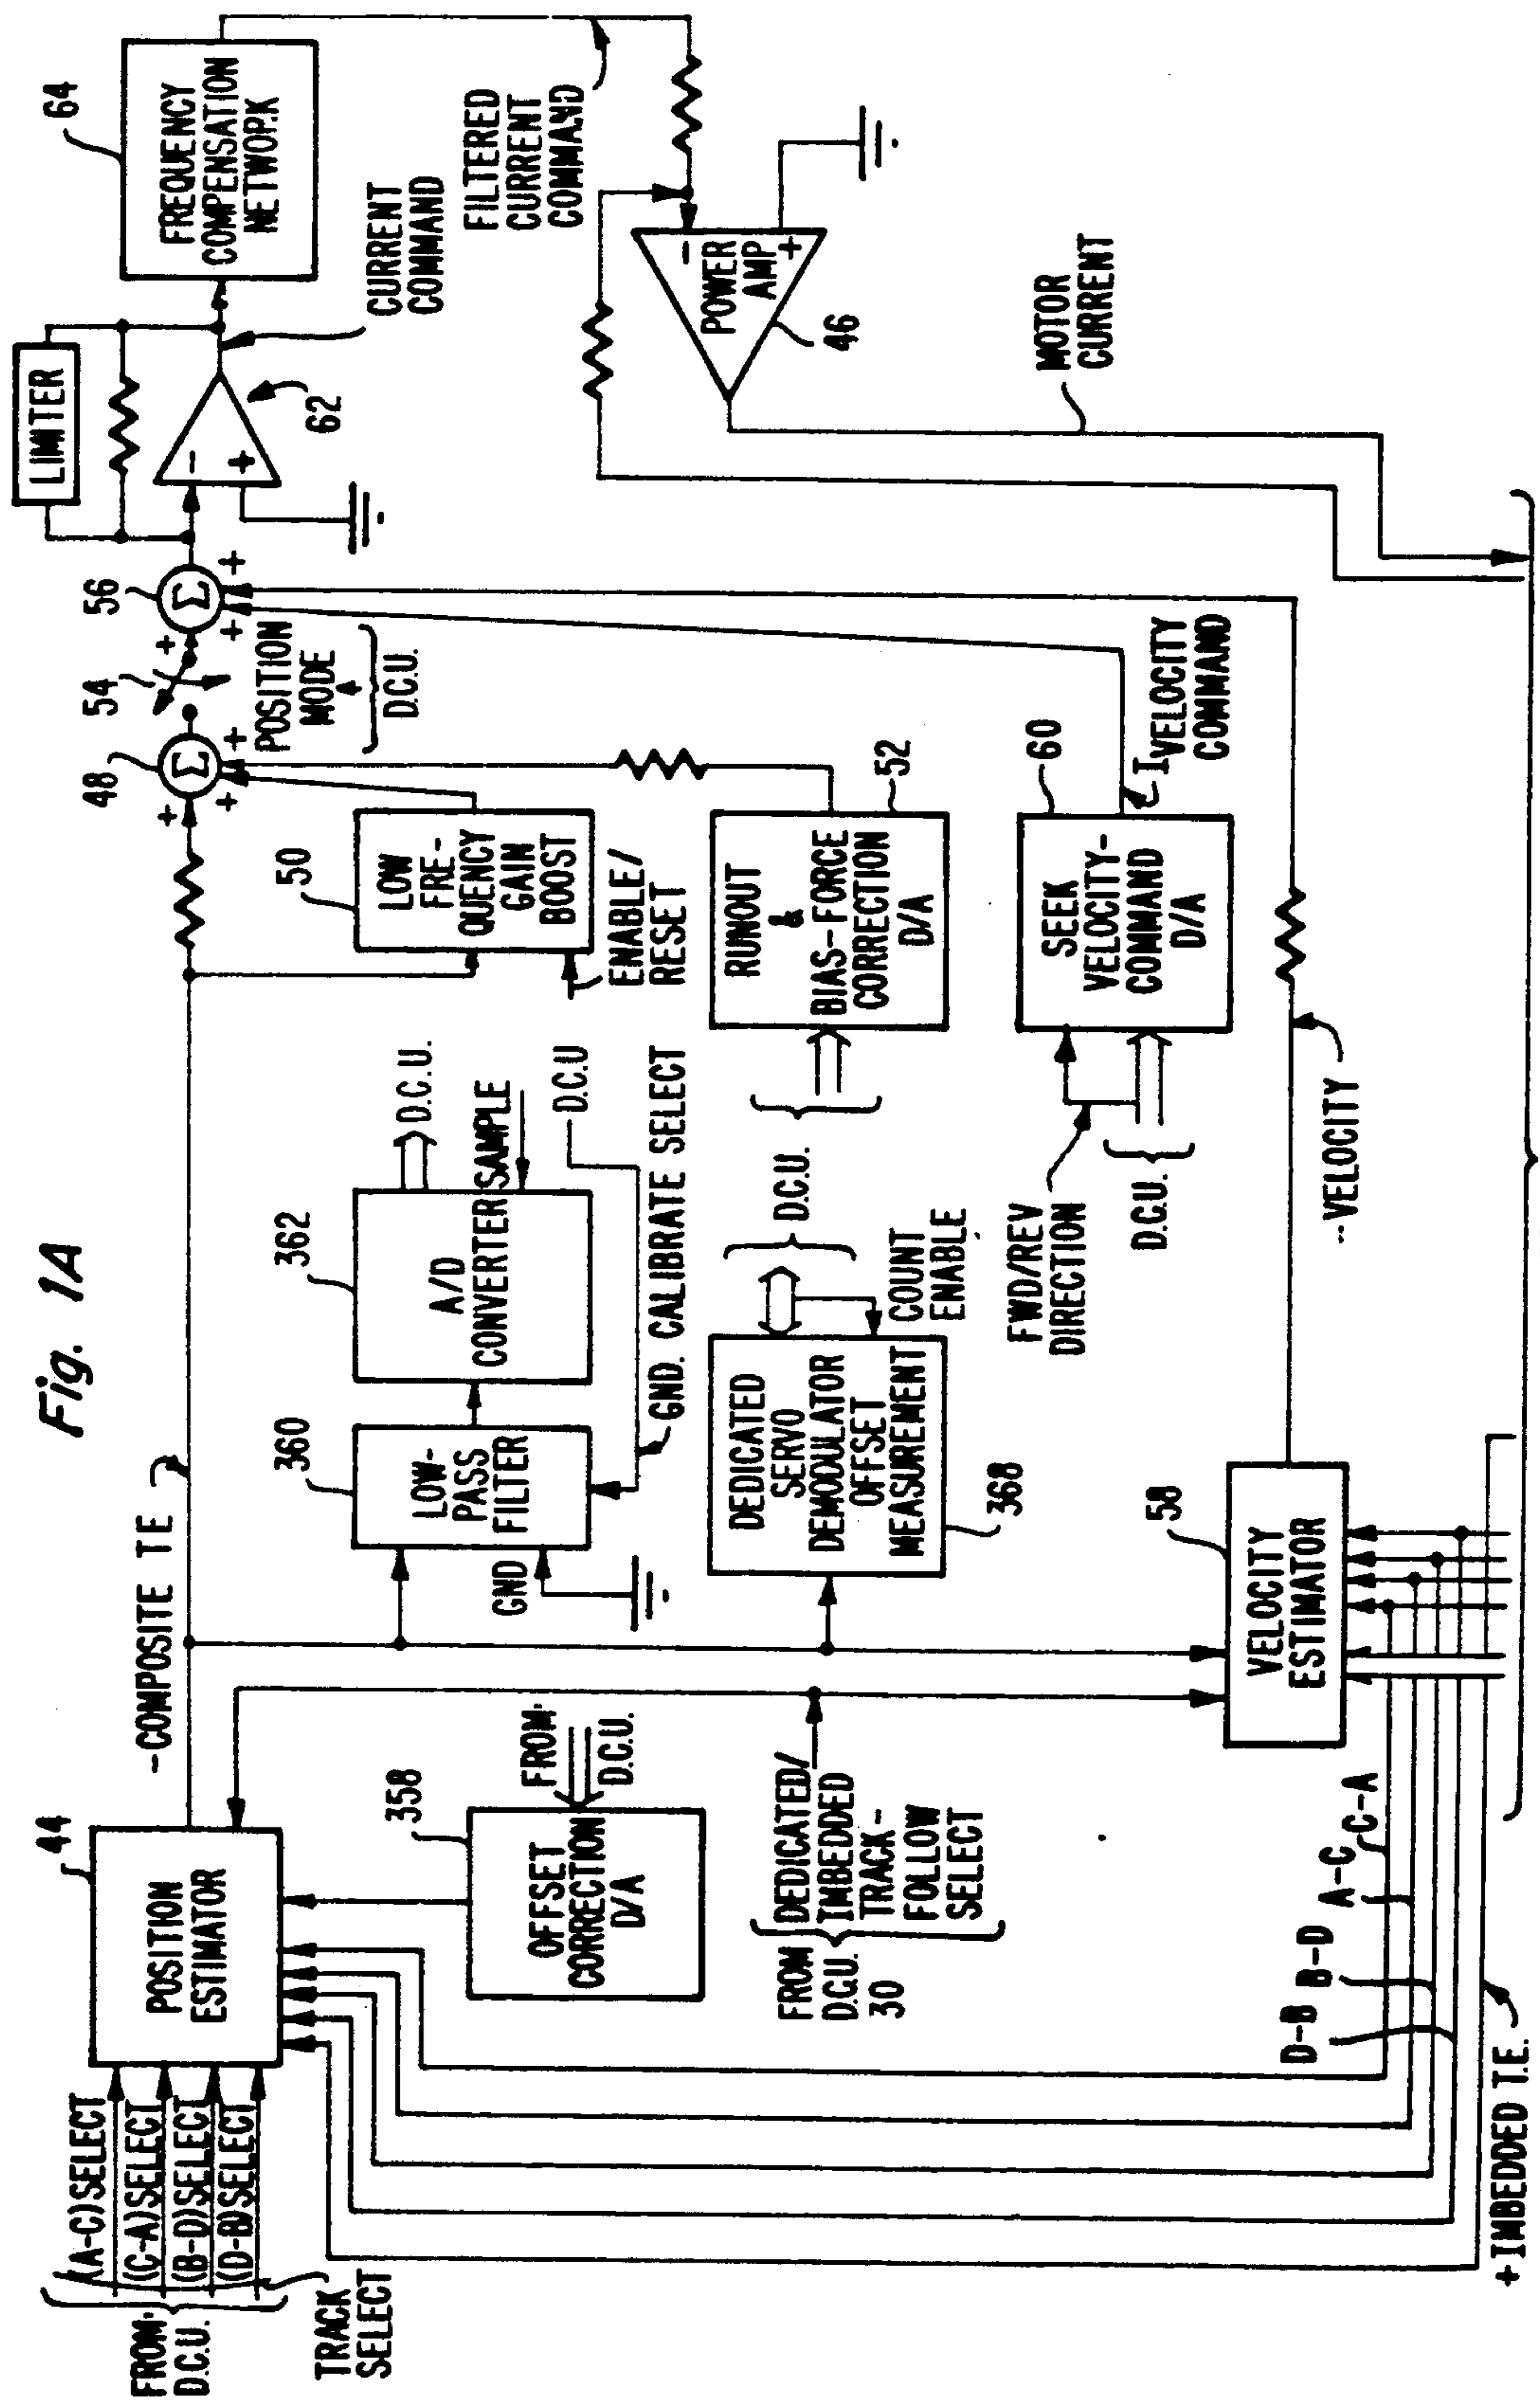 Fig. 1A
FROM
D.C.U.
(A-C)SELECT
(C-A)SELECT
(B-D)SELECT
(D-B)SELECT
TRACK
SELECT
44
POSITION
ESTIMATOR
-COMPOSITE TE
358
OFFSET
CORRECTION
D/A
FROM
D.C.U.
FROM
D.C.U.
30
DEDICATED/
IMBEDDED
TRACK-
FOLLOW
SELECT
360
LOW-
PASS
FILTER
GND
362
A/D
CONVERTER
D.C.U.
SAMPLE
D.C.U
GND. CALIBRATE SELECT
DEDICATED
SERVO
DEMODULATOR
OFFSET
MEASUREMENT
368
D.C.U.
COUNT
ENABLE
50
LOW
FRE-
QUENCY
GAIN
BOOST
ENABLE/
RESET
RUNOUT
&
BIAS-FORCE
CORRECTION
D/A
52
SEEK
VELOCITY-
COMMAND
D/A
60
FWD/REV
DIRECTION
D.C.U.
VELOCITY
COMMAND
48
Σ
+
+
+
54
POSITION
MODE
D.C.U.
56
Σ
+
+
+
LIMITER
-
+
62
CURRENT
COMMAND
64
FREQUENCY
COMPENSATION
NETWORK
FILTERED
CURRENT
COMMAND
-
POWER
AMP
+
46
MOTOR
CURRENT
58
VELOCITY
ESTIMATOR
--VELOCITY
C-A
A-C
B-D
D-B
+IMBEDDED T.E.